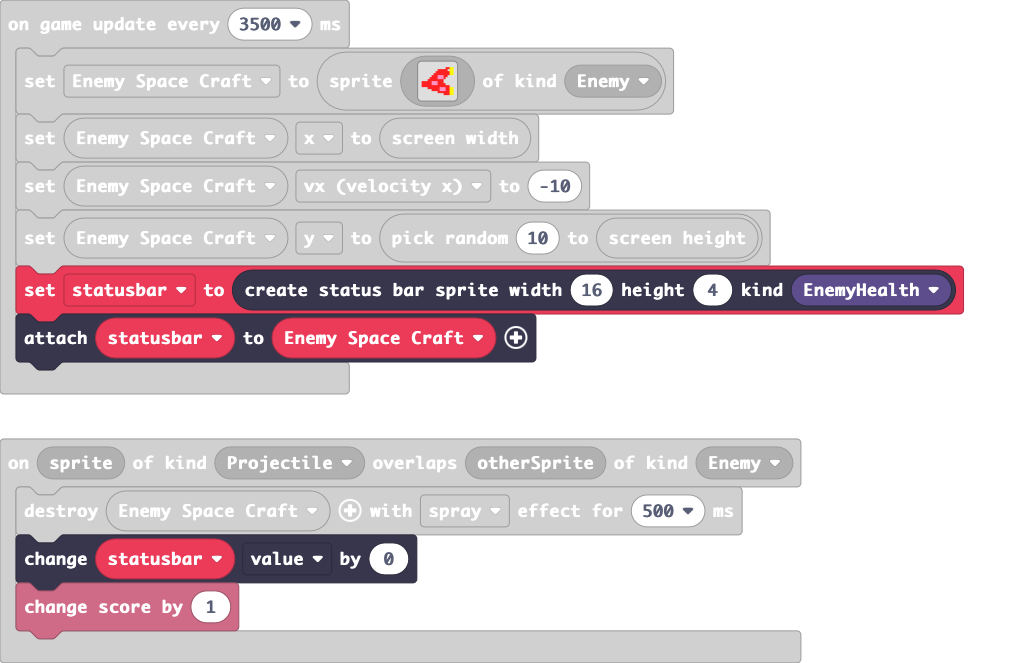 on game update every 3500 ms
set Enemy Space Craft to sprite of kind Enemy
set Enemy Space Craft x to screen width
set Enemy Space Craft vx (velocity x) to -10
set Enemy Space Craft y to pick random 10 to screen height
set statusbar to create status bar sprite width 16 height 4 kind EnemyHealth
attach statusbar to Enemy Space Craft
on sprite of kind Projectile overlaps otherSprite of kind Enemy
destroy Enemy Space Craft with spray effect for 500 ms
change statusbar value by 0
change score by 1